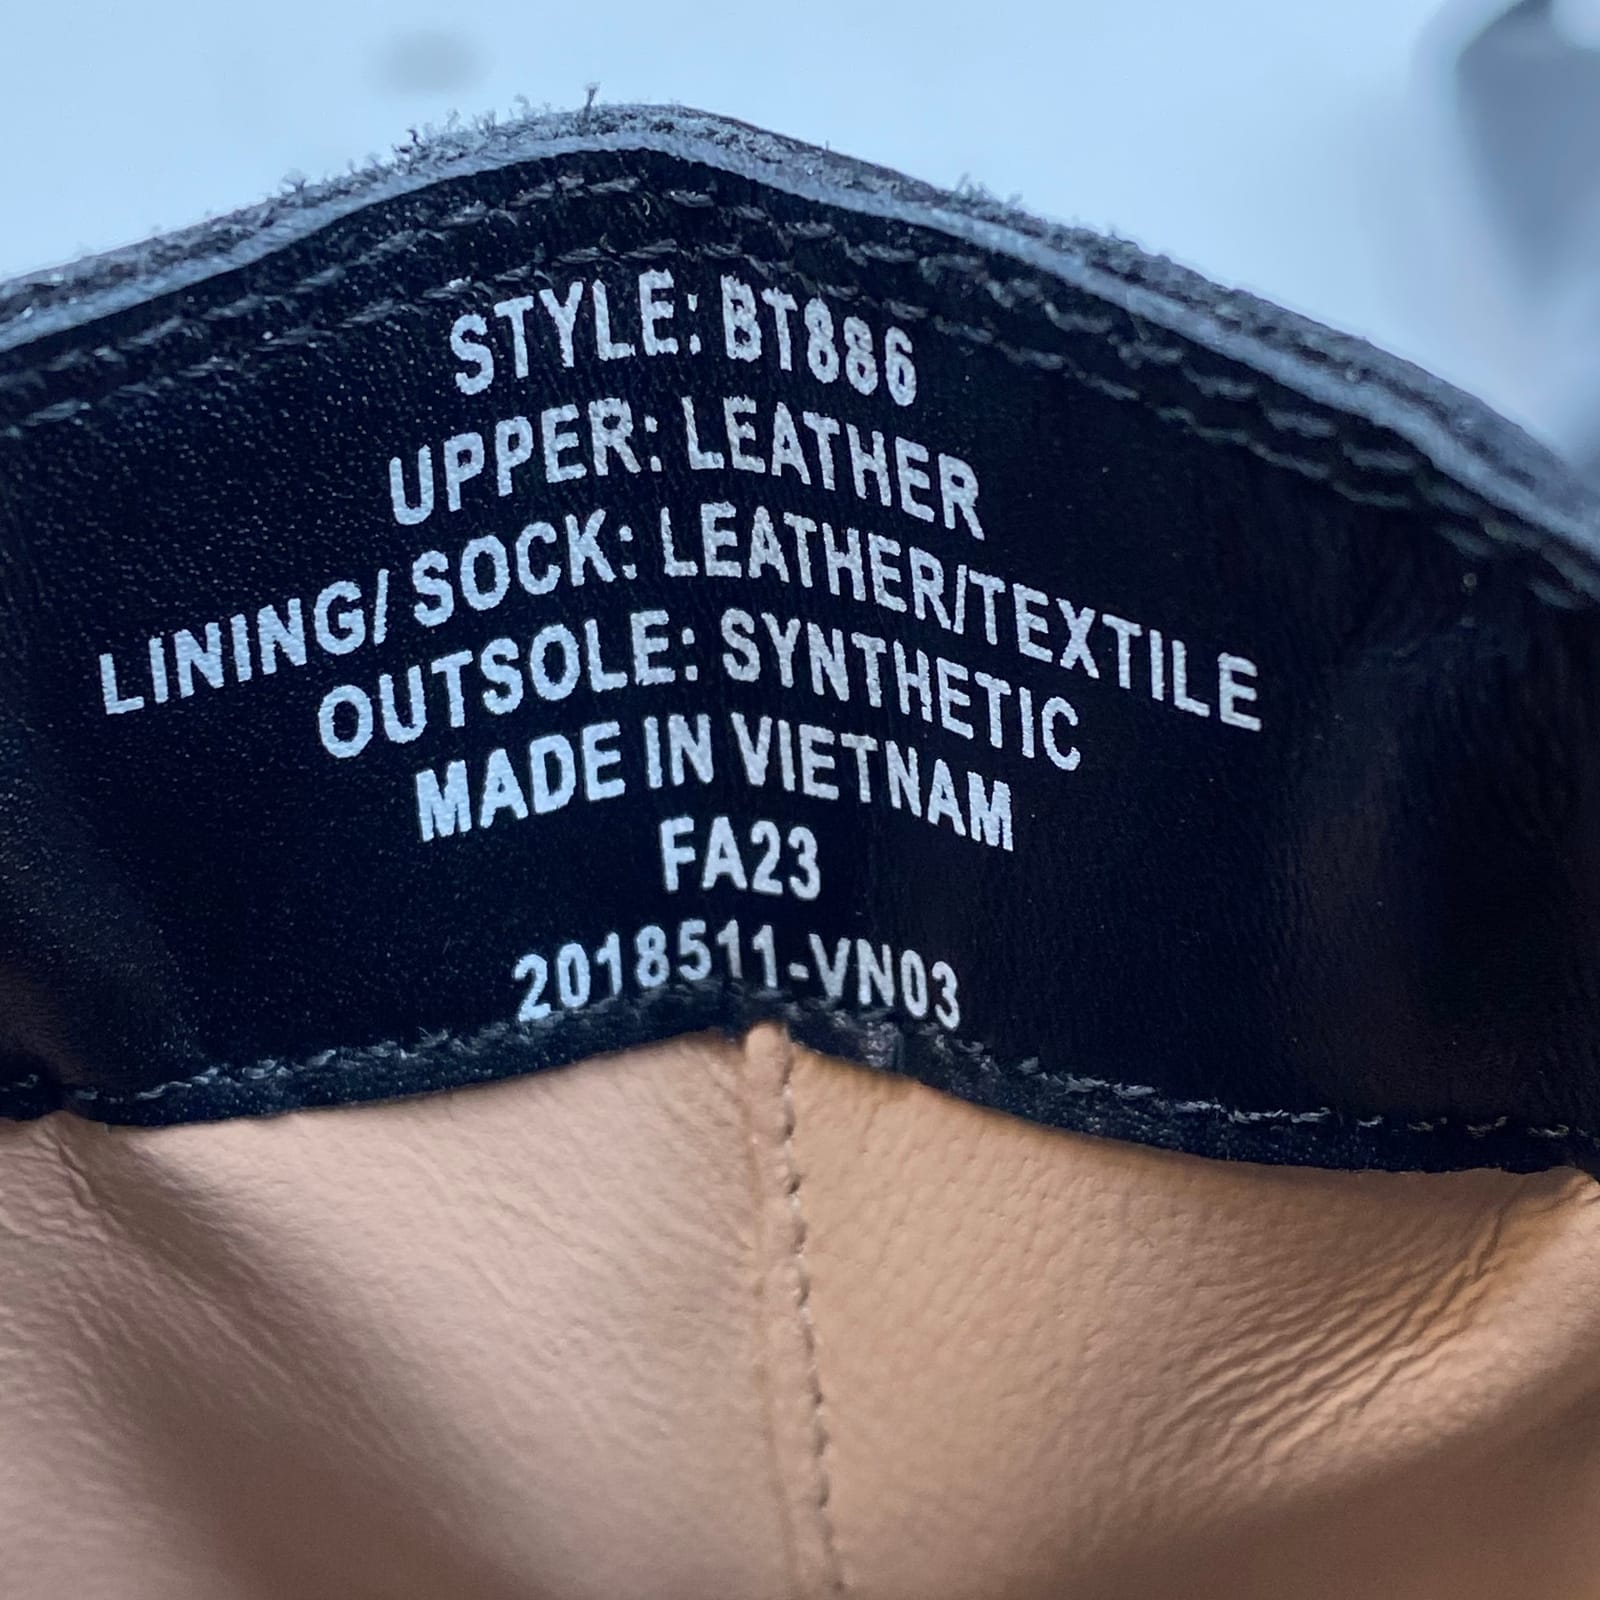 STYLE: BT886
UPPER: LEATHER
LINING/ SOCK: LEATHER/TEXTILE
OUTSOLE: SYNTHETIC
MADE IN VIETNAM
FA23
2018511-VN03